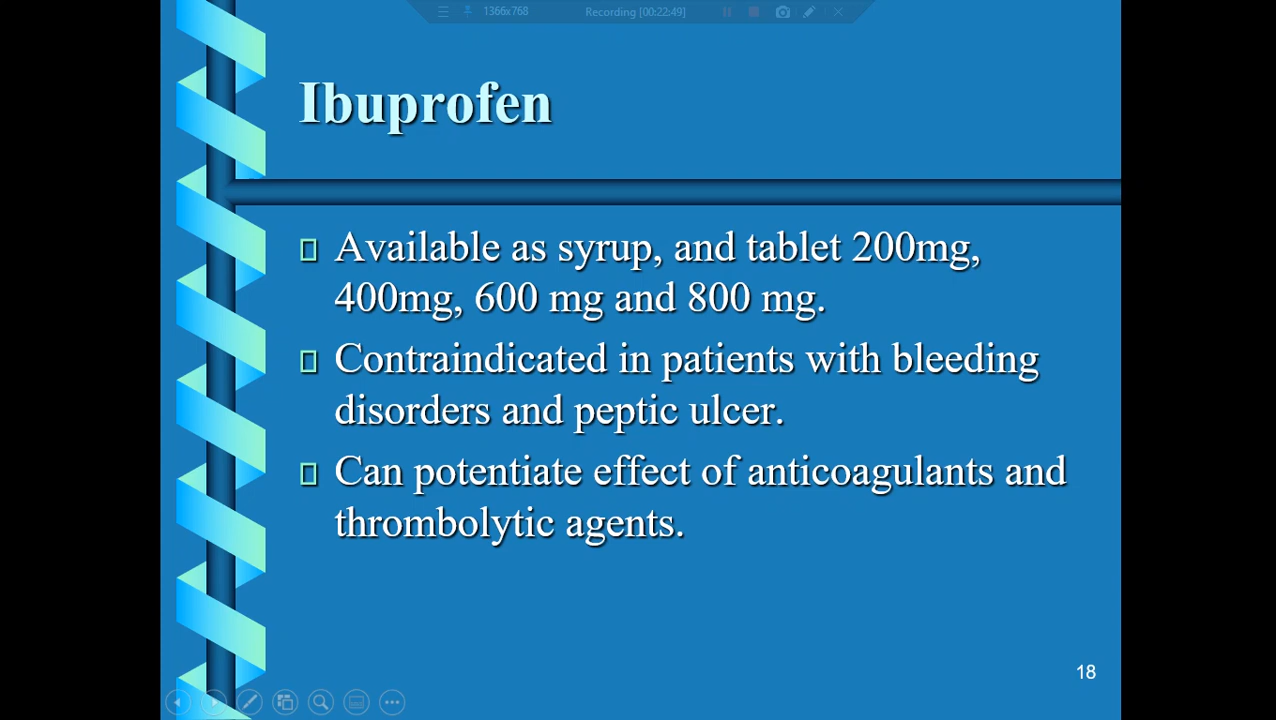 1366x768
Recording [00:22:49]
Ibuprofen
Available as syrup, and tablet 200mg,
400mg, 600 mg and 800 mg.
Contraindicated in patients with bleeding
disorders and peptic ulcer.
Can potentiate effect of anticoagulants and
thrombolytic agents.
18